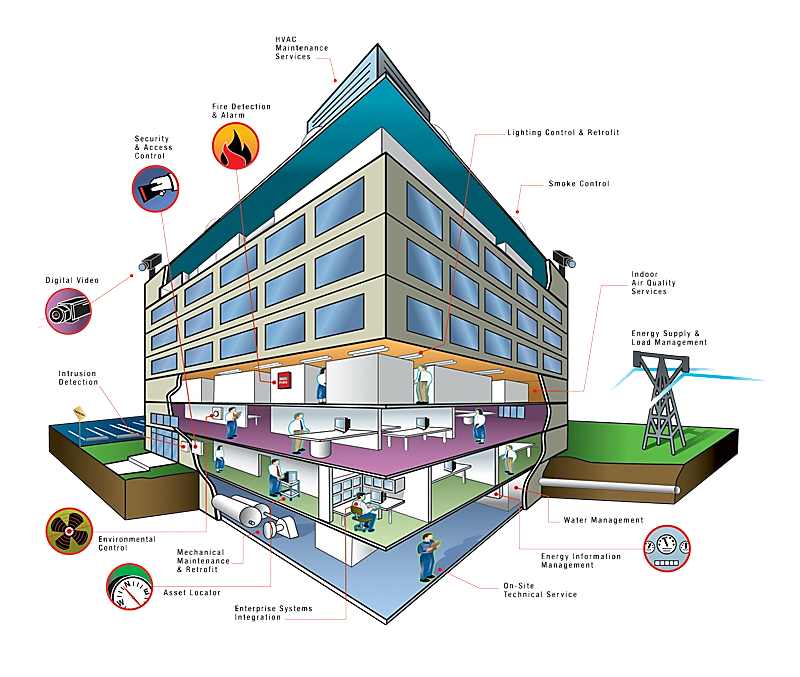 HVAC
Maintenance
Services
Fire Detection
& Alarm
Security
& Access
Control
Lighting Control & Retrofit
Smoke Control
Digital Video
Indoor
Air Quality
Services
Energy Supply &
Load Management
Intrusion
Detection
Environmental
Control
Mechanical
Maintenance
& Retrofit
Asset Locator
Enterprise Systems
Integration
Water Management
Energy Information
Management
On-Site
Technical Service
N
E
S
W